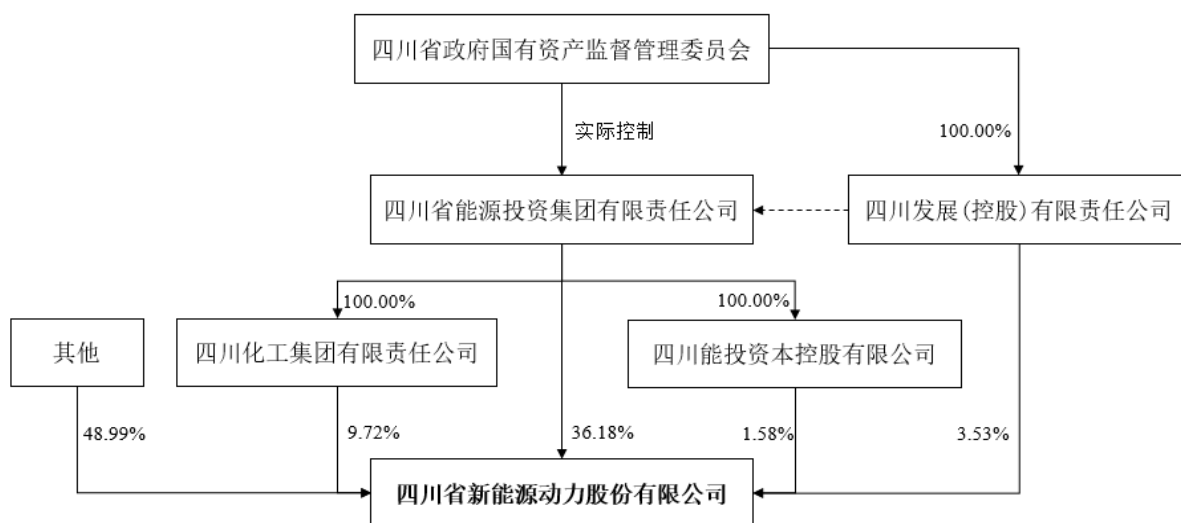 四川省政府国有资产监督管理委员会
实际控制
100.00%
四川省能源投资集团有限责任公司
四川发展(控股)有限责任公司
100.00%
100.00%
其他
四川化工集团有限责任公司
四川能投资本控股有限公司
48.99%
9.72%
36.18%
1.58%
3.53%
四川省新能源动力股份有限公司